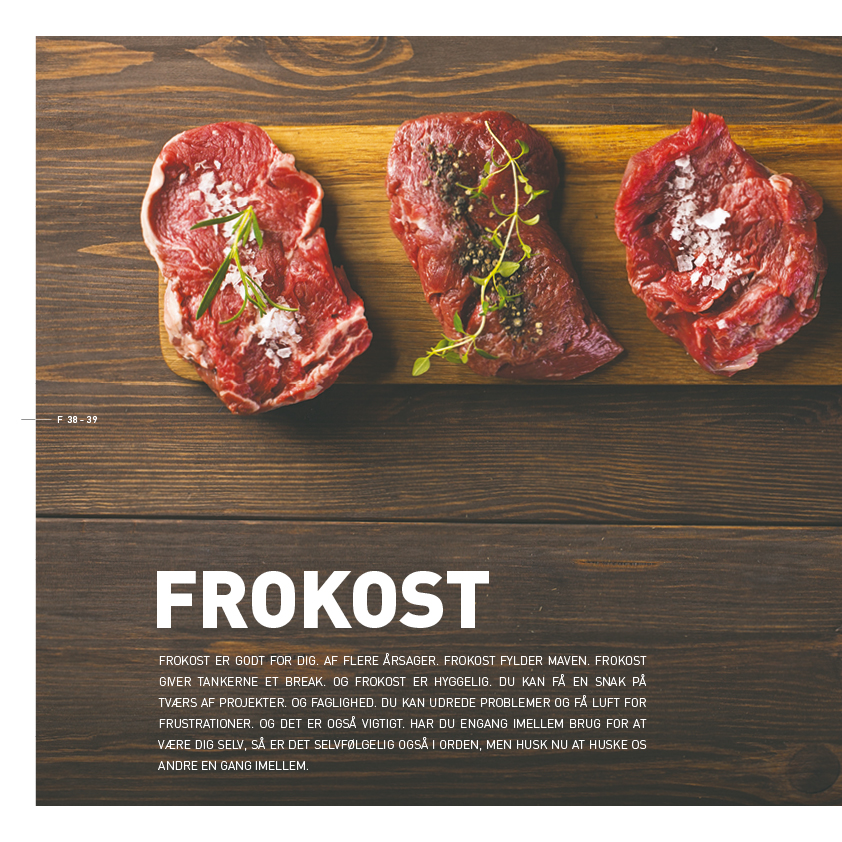 F 38-39
FROKOST
FROKOST ER GODT FOR DIG. AF FLERE ÅRSAGER. FROKOST FYLDER MAVEN. FROKOST
GIVER TANKERNE ET BREAK. OG FROKOST ER HYGGELIG. DU KAN FÅ EN SNAK PÅ
TVÆRS AF PROJEKTER. OG FAGLIGHED. DU KAN UDREDE PROBLEMER OG FÅ LUFT FOR
FRUSTRATIONER. OG DET ER OGSÅ VIGTIGT. HAR DU ENGANG IMELLEM BRUG FOR AT
VÆRE DIG SELV, SÅ ER DET SELVFØLGELIG OGSÅ I ORDEN, MEN HUSK NU AT HUSKE OS
ANDRE EN GANG IMELLEM.